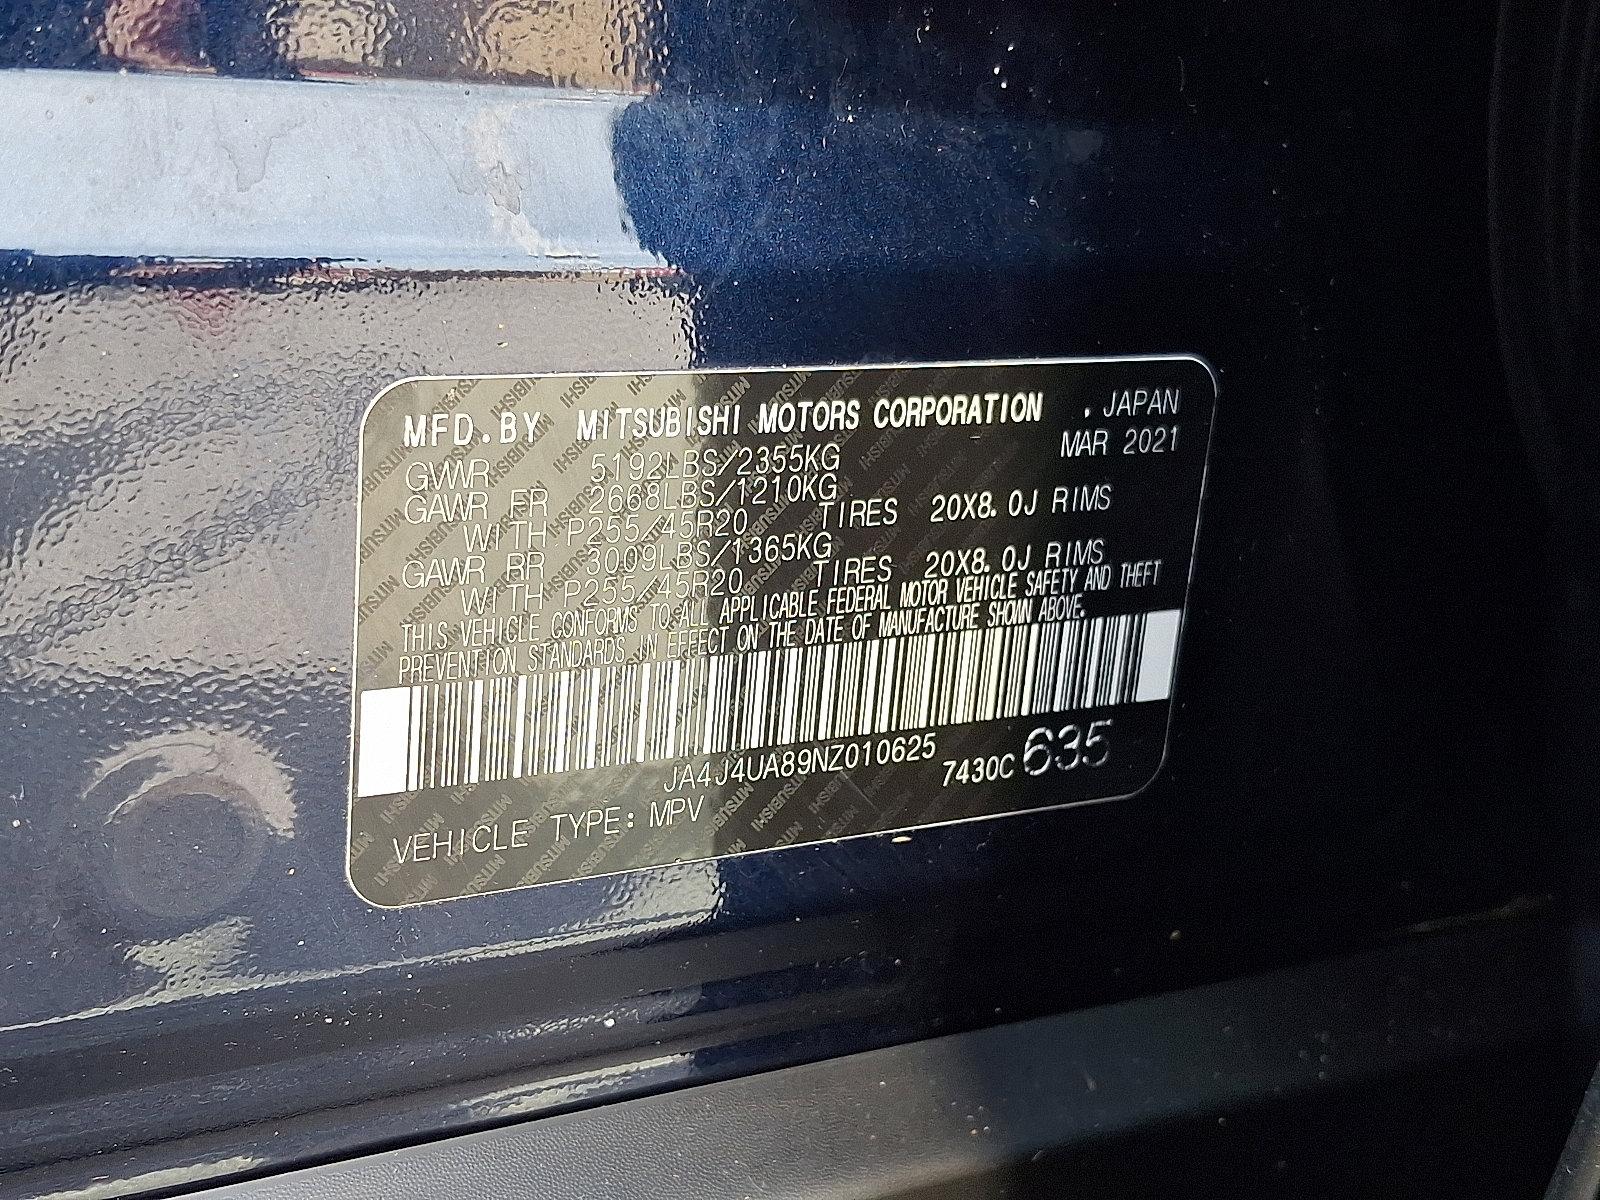 MFD.BY MITSUBISHI MOTORS CORPORATION . JAPAN
MAR 2021
GVWR 5192LBS/2355KG
GAWR FR 2668LBS/1210KG
WITH P255/45R20 TIRES 20X8.0J RIMS
GAWR RR 3009LBS/1365KG
WITH P255/45R20 TIRES 20X8.0J RIMS
THIS VEHICLE CONFORMS TO ALL APPLICABLE FEDERAL MOTOR VEHICLE SAFETY AND THEFT
PREVENTION STANDARDS IN EFFECT ON THE DATE OF MANUFACTURE SHOWN ABOVE.
JA4J4UA89NZ010625
7430C 635
VEHICLE TYPE: MPV